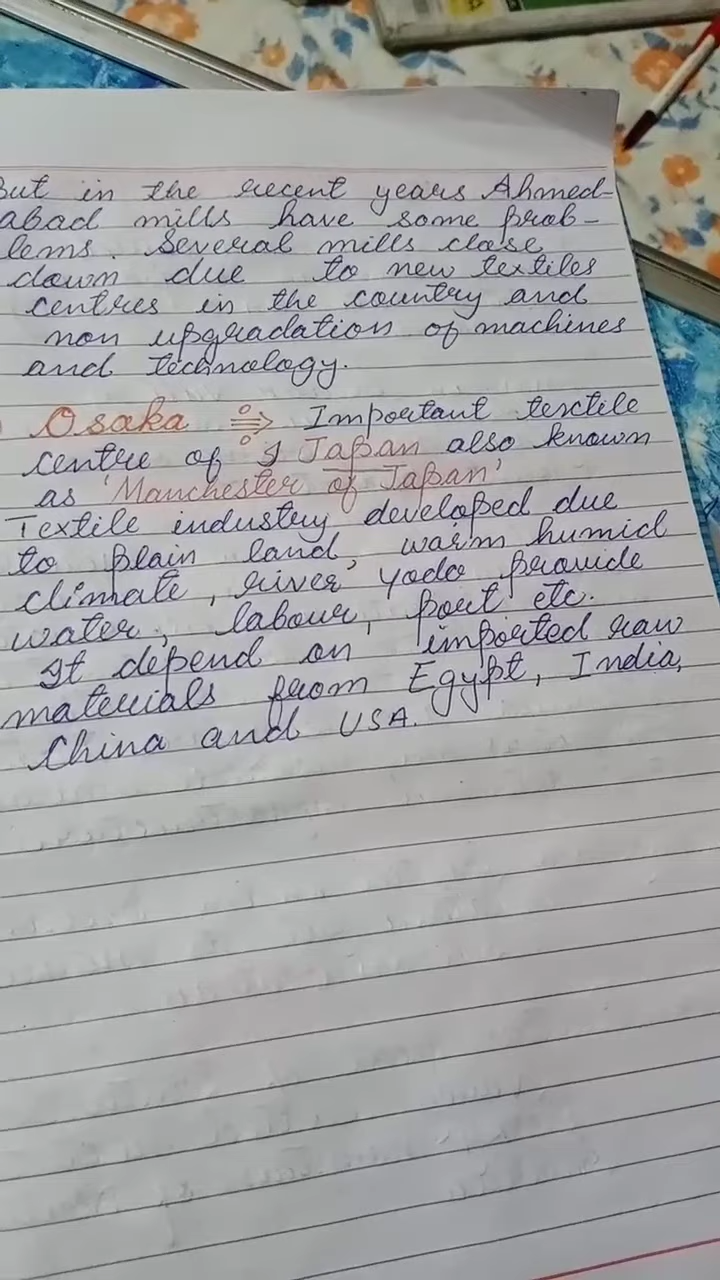 But in the recent years Ahmed-
abad mills have some prob-
lems. Several mills close
down due to new textiles
centres in the country and
non upgradation of machines
and technology.
Osaka ⇒ Important textile
centre of Japan also known
as 'Manchester of Japan'
Textile industry developed due
to plain land, warm humid
climate, river Yodo provide
water, labour, port etc.
It depend on imported raw
materials from Egypt, India,
China and USA.